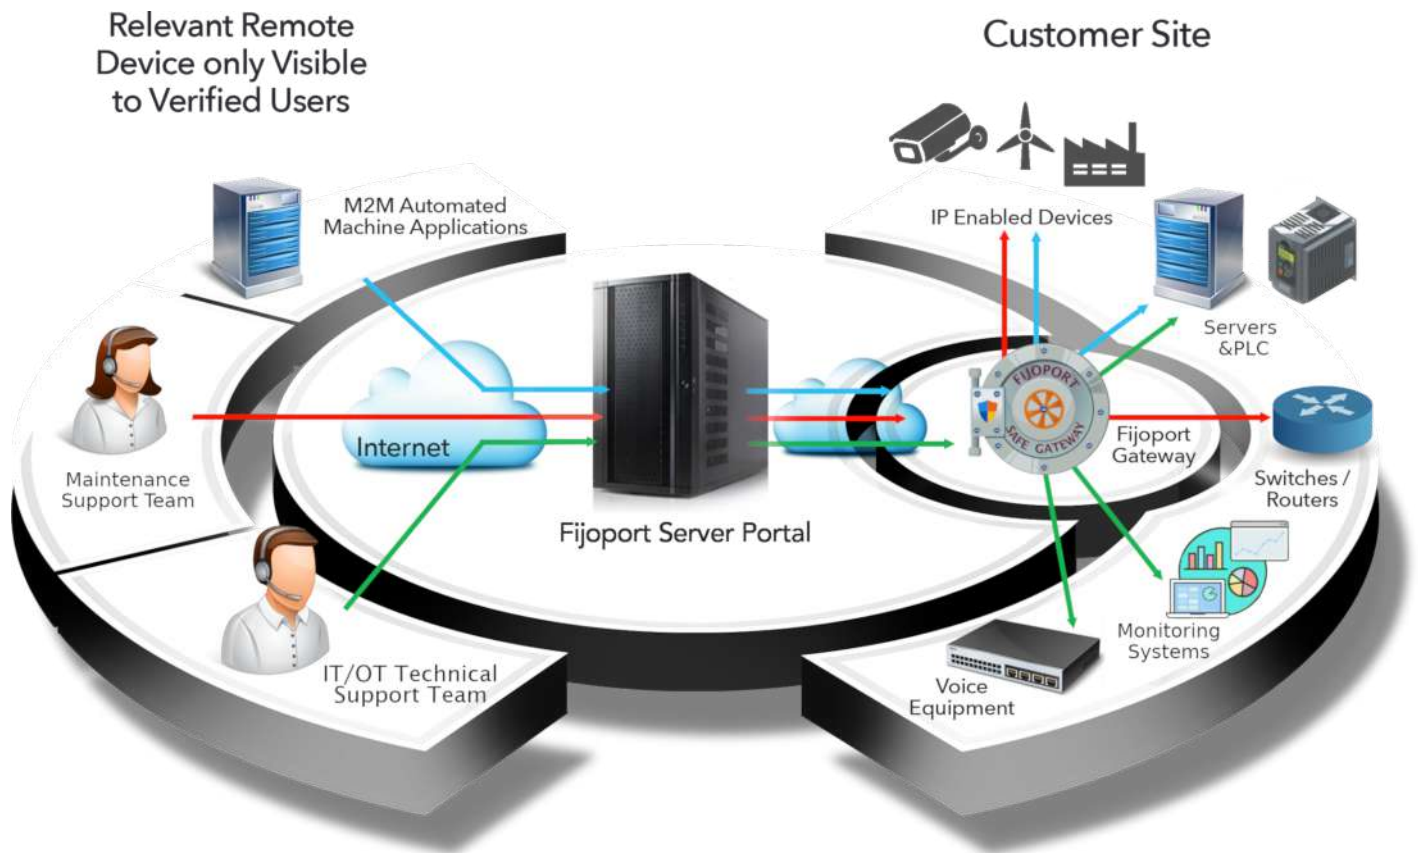 Relevant Remote
Device only Visible
to Verified Users
Customer Site
M2M Automated
Machine Applications
IP Enabled Devices
Servers
&PLC
Internet
FIJOPORT
SAFE GATEWAY
Fijoport
Gateway
Maintenance
Support Team
Switches /
Routers
Fijoport Server Portal
Monitoring
Systems
IT/OT Technical
Support Team
Voice
Equipment